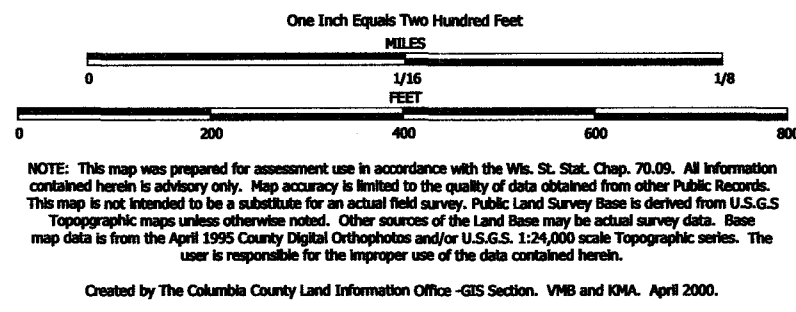 One Inch Equals Two Hundred Feet
MILES
0 1/16 1/8
FEET
0 200 400 600 800
NOTE: This map was prepared for assessment use in accordance with the Wis. St. Stat. Chap. 70.09. All information
contained herein is advisory only. Map accuracy is limited to the quality of data obtained from other Public Records.
This map is not intended to be a substitute for an actual field survey. Public Land Survey Base is derived from U.S.G.S
Topopgraphic maps unless otherwise noted. Other sources of the Land Base may be actual survey data. Base
map data is from the April 1995 County Digital Orthophotos and/or U.S.G.S. 1:24,000 scale Topographic series. The
user is responsible for the improper use of the data contained herein.
Created by The Columbia County Land Information Office -GIS Section. VMB and KMA. April 2000.